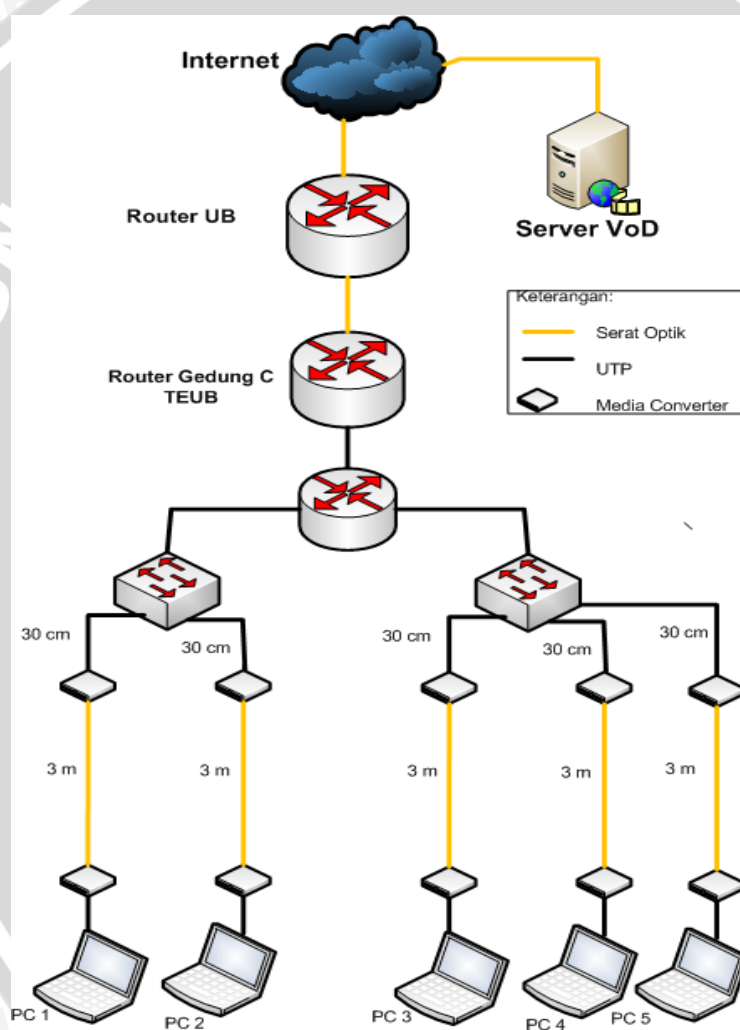 Internet
Server VoD
Router UB
Keterangan:
Serat Optik
UTP
Media Converter
Router Gedung C
TEUB
30 cm
30 cm
30 cm
30 cm
30 cm
3 m
3 m
3 m
3 m
3 m
PC 1
PC 2
PC 3
PC 4
PC 5